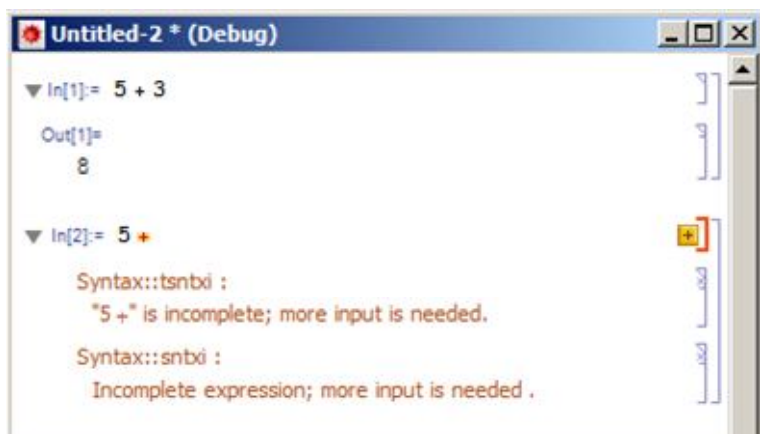 Untitled-2 * (Debug)
In[1]:= 5 + 3
Out[1]=
8
In[2]:= 5 +
Syntax::tsntxi :
"5 +" is incomplete; more input is needed.
Syntax::sntxi :
Incomplete expression; more input is needed .